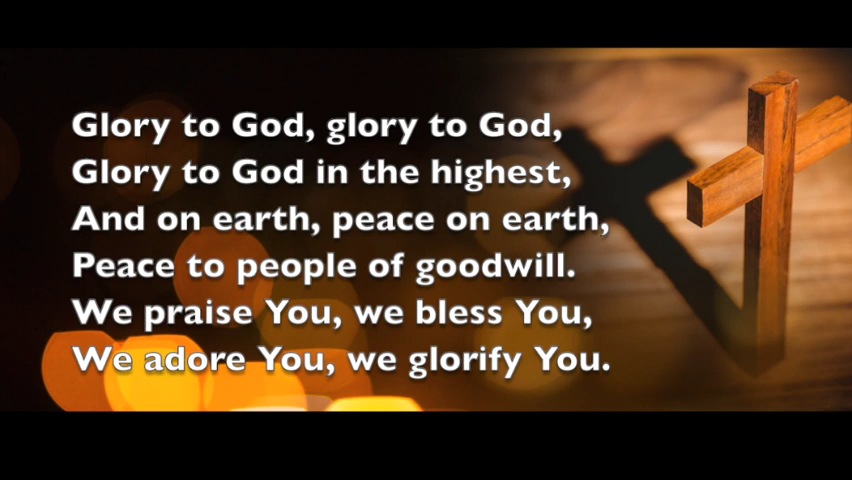 Glory to God, glory to God,
Glory to God in the highest,
And on earth, peace on earth,
Peace to people of goodwill.
We praise You, we bless You,
We adore You, we glorify You.